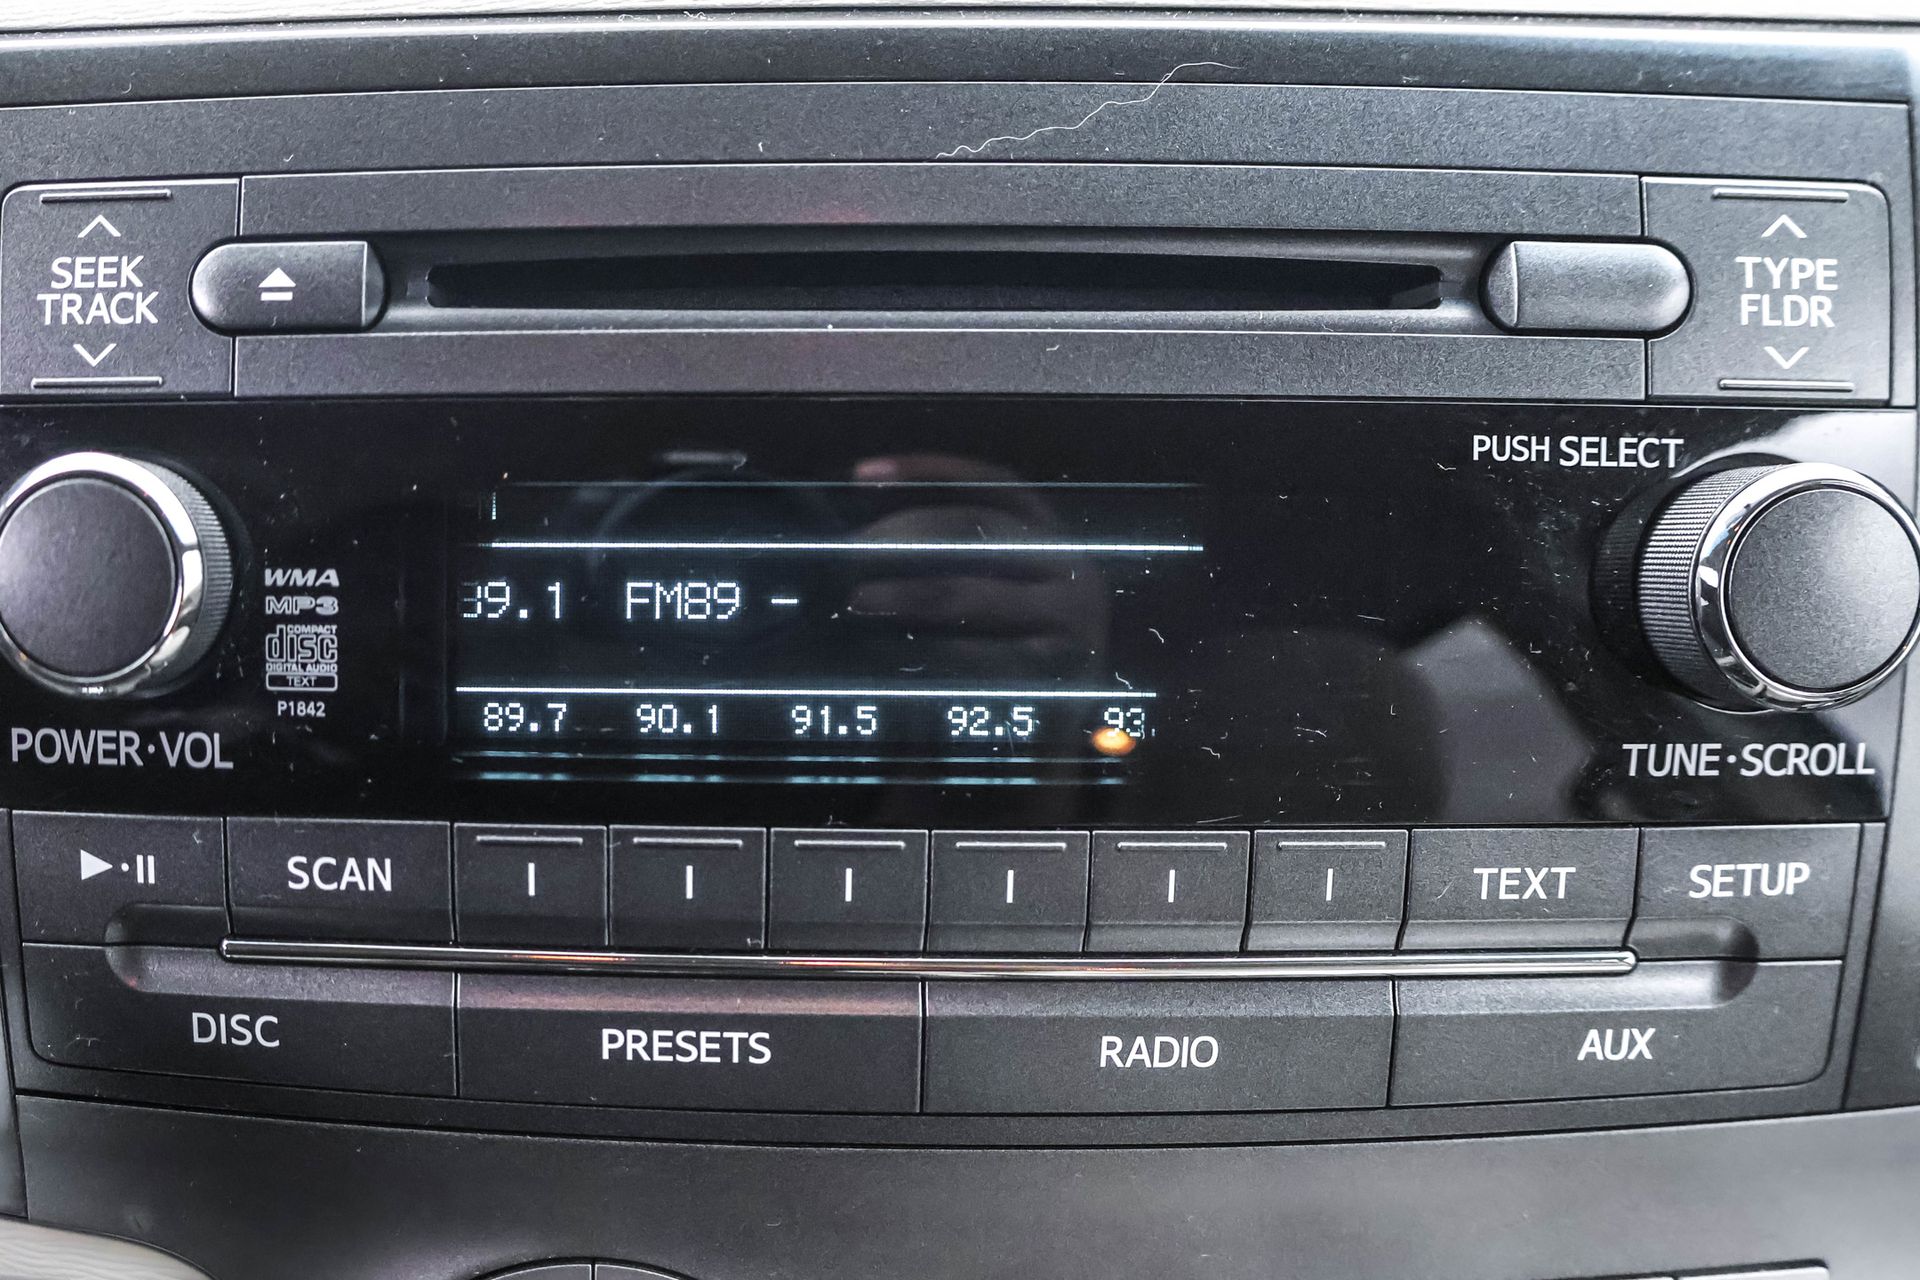 SEEK
TRACK
TYPE
FLDR
PUSH SELECT
WMA
MP3
COMPACT
disc
DIGITAL AUDIO
TEXT
P1842
9.1 FM89 -
89.7 90.1 91.5 92.5 93
POWER·VOL
TUNE·SCROLL
SCAN
TEXT
SETUP
DISC
PRESETS
RADIO
AUX